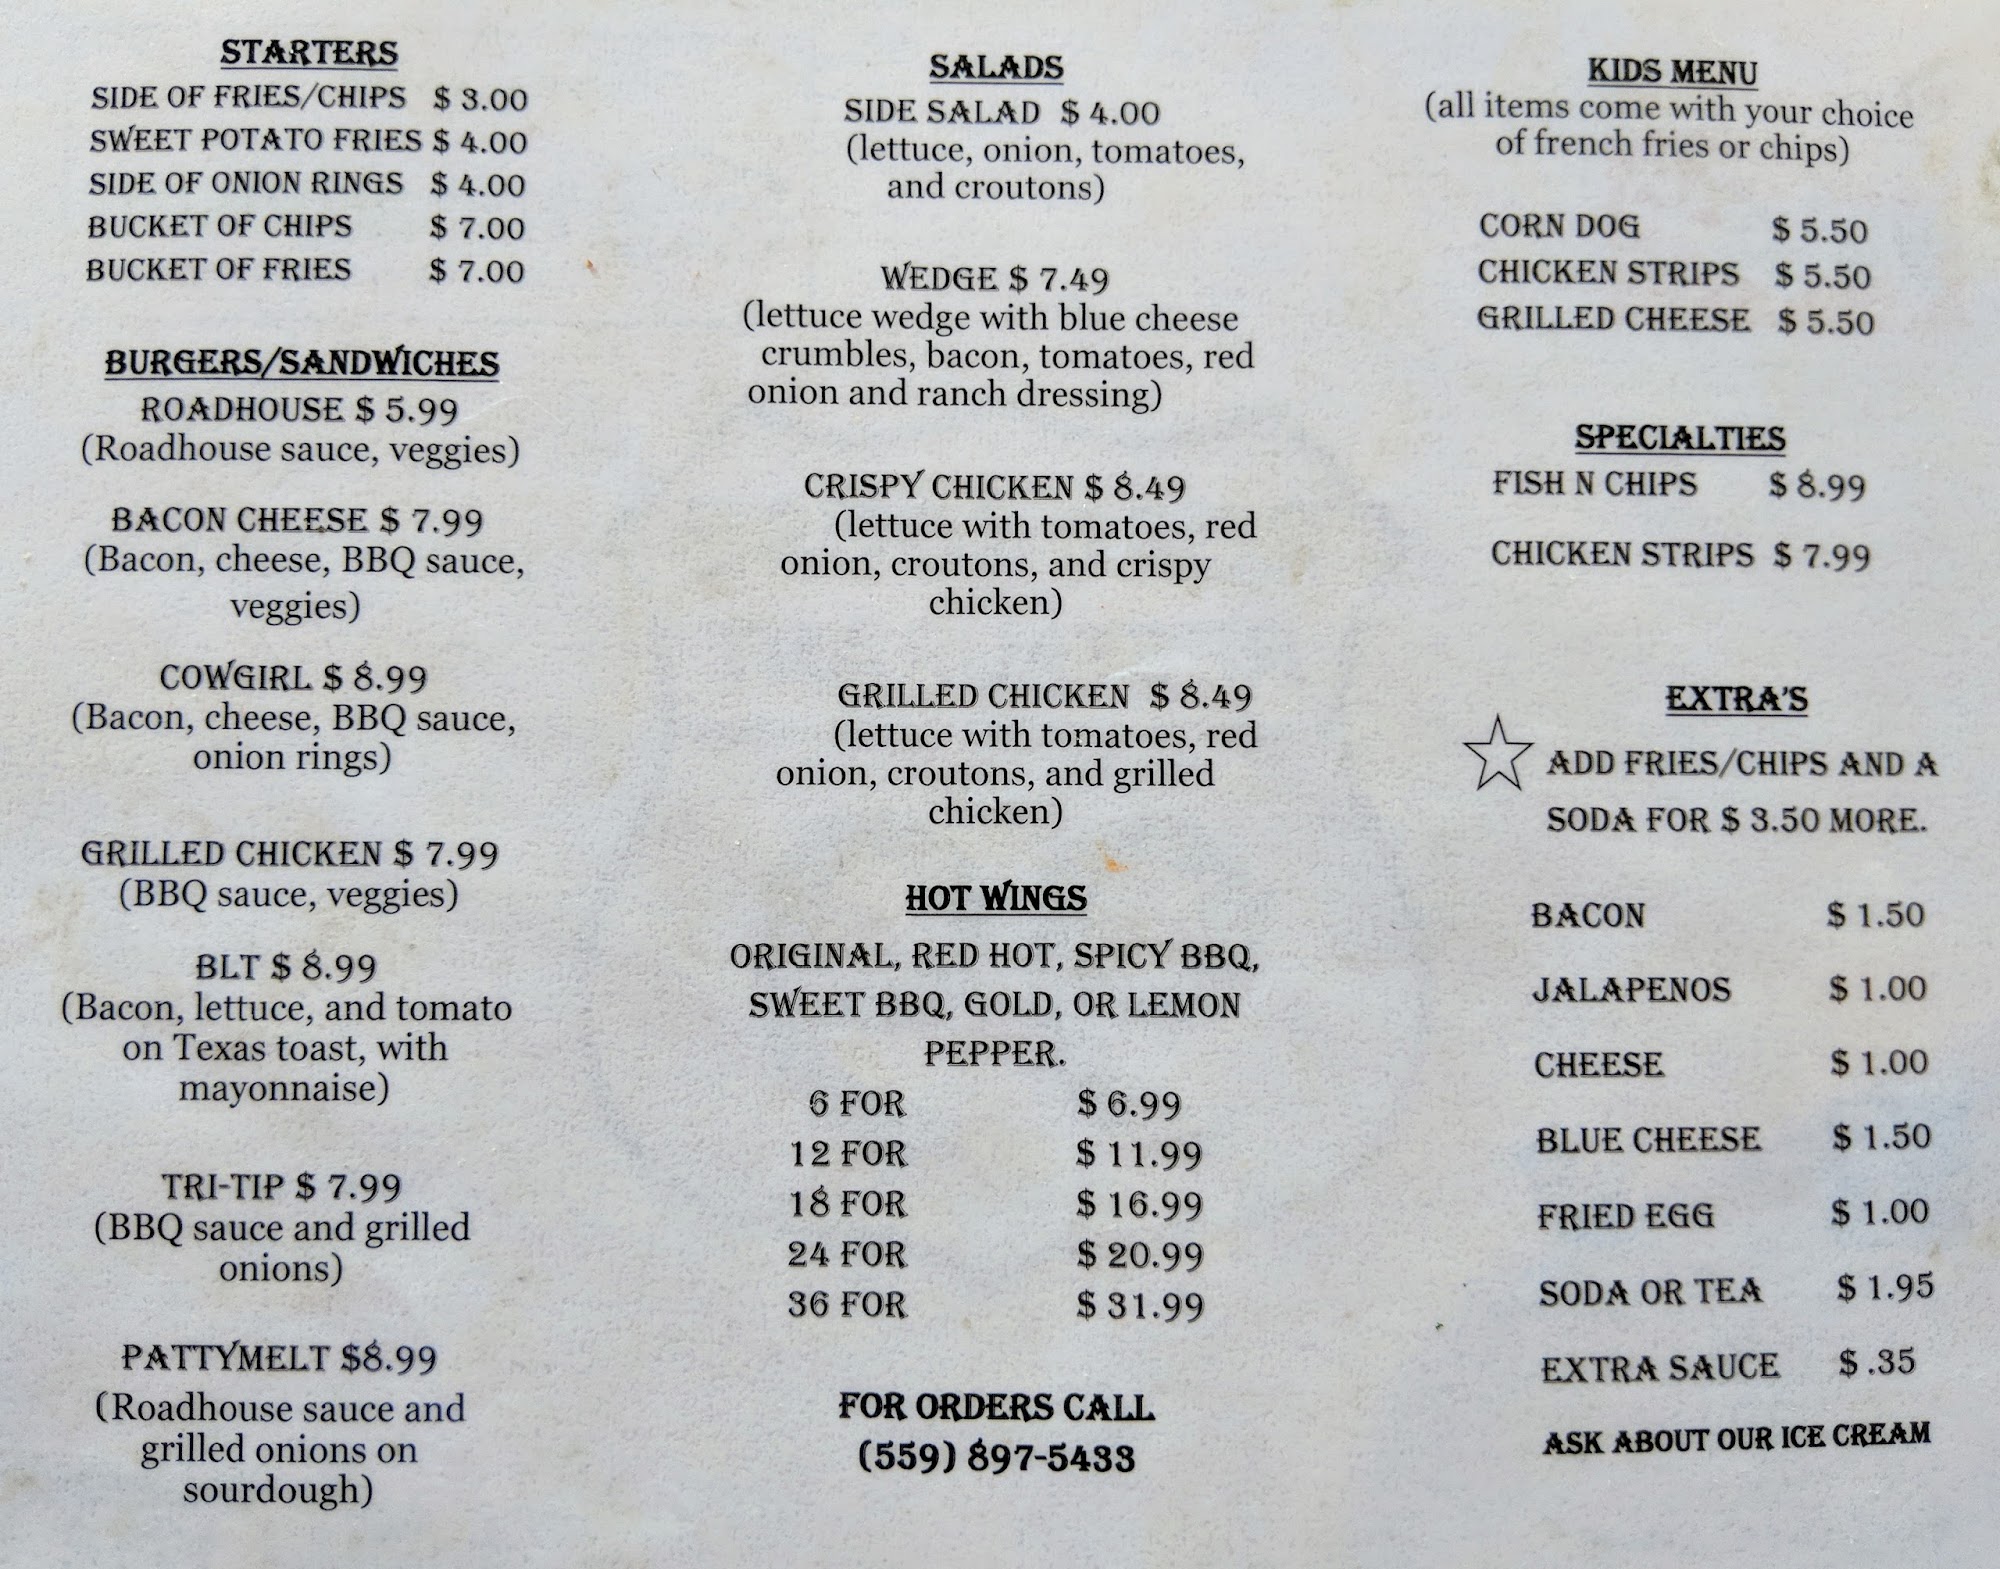 STARTERS
SIDE OF FRIES/CHIPS $ 3.00
SWEET POTATO FRIES $ 4.00
SIDE OF ONION RINGS $ 4.00
BUCKET OF CHIPS $ 7.00
BUCKET OF FRIES $ 7.00
BURGERS/SANDWICHES
ROADHOUSE $ 5.99
(Roadhouse sauce, veggies)
BACON CHEESE $ 7.99
(Bacon, cheese, BBQ sauce,
veggies)
COWGIRL $ 8.99
(Bacon, cheese, BBQ sauce,
onion rings)
GRILLED CHICKEN $ 7.99
(BBQ sauce, veggies)
BLT $ 8.99
(Bacon, lettuce, and tomato
on Texas toast, with
mayonnaise)
TRI-TIP $ 7.99
(BBQ sauce and grilled
onions)
PATTYMELT $8.99
(Roadhouse sauce and
grilled onions on
sourdough)
SALADS
SIDE SALAD $ 4.00
(lettuce, onion, tomatoes,
and croutons)
WEDGE $ 7.49
(lettuce wedge with blue cheese
crumbles, bacon, tomatoes, red
onion and ranch dressing)
CRISPY CHICKEN $ 8.49
(lettuce with tomatoes, red
onion, croutons, and crispy
chicken)
GRILLED CHICKEN $ 8.49
(lettuce with tomatoes, red
onion, croutons, and grilled
chicken)
HOT WINGS
ORIGINAL, RED HOT, SPICY BBQ,
SWEET BBQ, GOLD, OR LEMON
PEPPER.
6 FOR $ 6.99
12 FOR $ 11.99
18 FOR $ 16.99
24 FOR $ 20.99
36 FOR $ 31.99
FOR ORDERS CALL
(559) 897-5433
KIDS MENU
(all items come with your choice
of french fries or chips)
CORN DOG $ 5.50
CHICKEN STRIPS $ 5.50
GRILLED CHEESE $ 5.50
SPECIALTIES
FISH N CHIPS $ 8.99
CHICKEN STRIPS $ 7.99
EXTRA'S
ADD FRIES/CHIPS AND A
SODA FOR $ 3.50 MORE.
BACON $ 1.50
JALAPENOS $ 1.00
CHEESE $ 1.00
BLUE CHEESE $ 1.50
FRIED EGG $ 1.00
SODA OR TEA $ 1.95
EXTRA SAUCE $ .35
ASK ABOUT OUR ICE CREAM